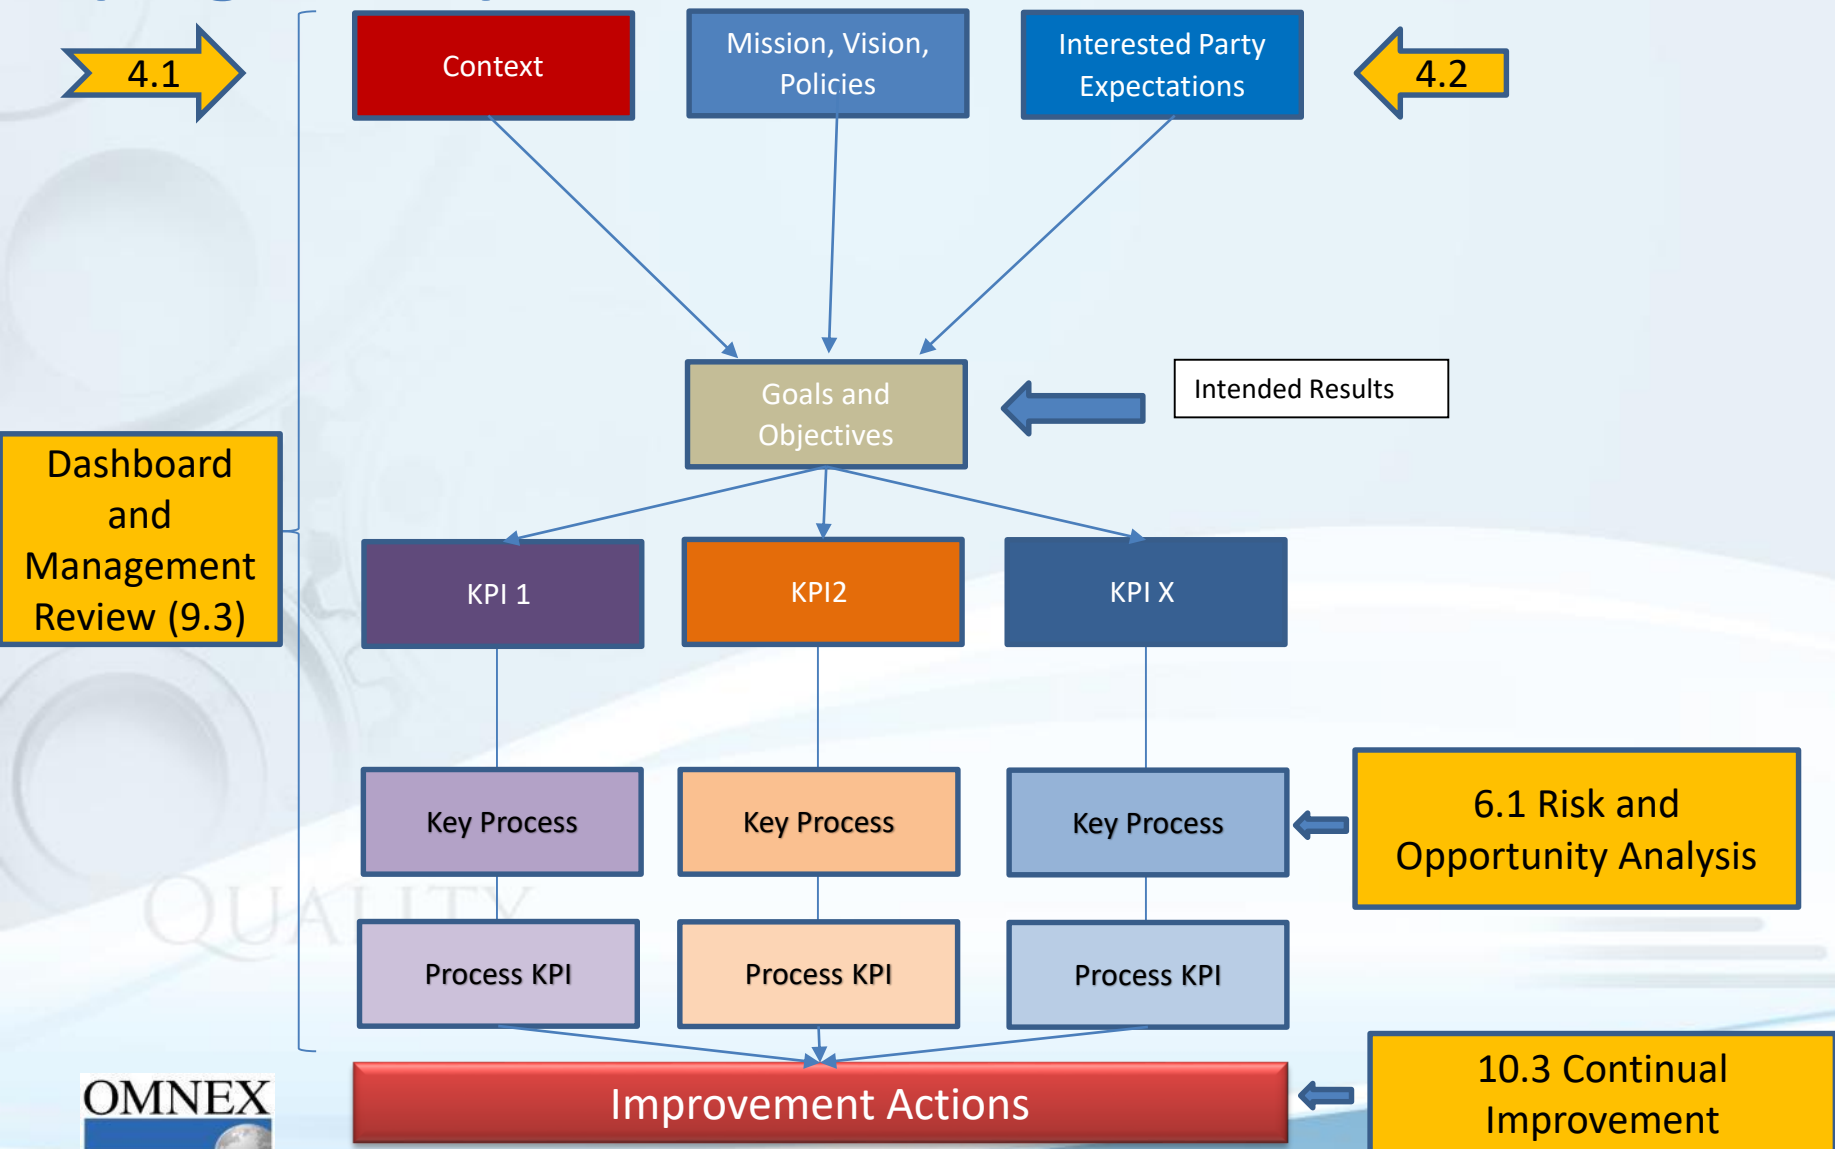 4.1
Context
Mission, Vision,
Policies
Interested Party
Expectations
4.2
Goals and
Objectives
Intended Results
Dashboard
and
Management
Review (9.3)
KPI 1
KPI2
KPI X
Key Process
Key Process
Key Process
6.1 Risk and
Opportunity Analysis
QUALITY
Process KPI
Process KPI
Process KPI
Improvement Actions
10.3 Continual
Improvement
OMNEX